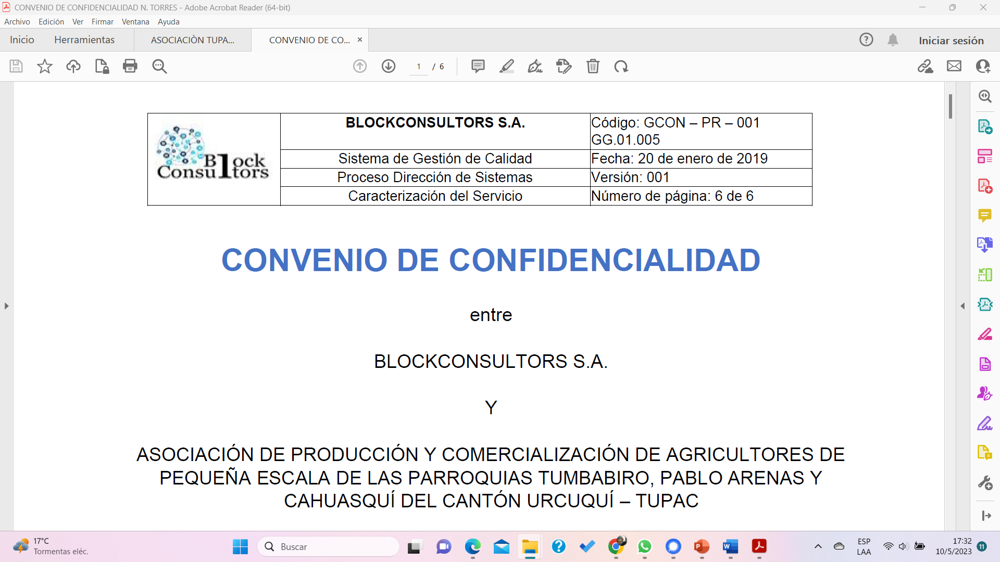 CONVENIO DE CONFIDENCIALIDAD N. TORRES - Adobe Acrobat Reader (64-bit)
Archivo Edición Ver Firmar Ventana Ayuda
Inicio Herramientas ASOCIACIÒN TUPA... CONVENIO DE CO... × Iniciar sesión
1 / 6
Block Consu1tors
BLOCKCONSULTORS S.A.
Código: GCON – PR – 001
GG.01.005
Sistema de Gestión de Calidad
Fecha: 20 de enero de 2019
Proceso Dirección de Sistemas
Versión: 001
Caracterización del Servicio
Número de página: 6 de 6
CONVENIO DE CONFIDENCIALIDAD
entre
BLOCKCONSULTORS S.A.
Y
ASOCIACIÓN DE PRODUCCIÓN Y COMERCIALIZACIÓN DE AGRICULTORES DE
PEQUEÑA ESCALA DE LAS PARROQUIAS TUMBABIRO, PABLO ARENAS Y
CAHUASQUÍ DEL CANTÓN URCUQUÍ – TUPAC
17°C
Tormentas eléc.
Buscar
ESP
LAA
17:32
10/5/2023
11